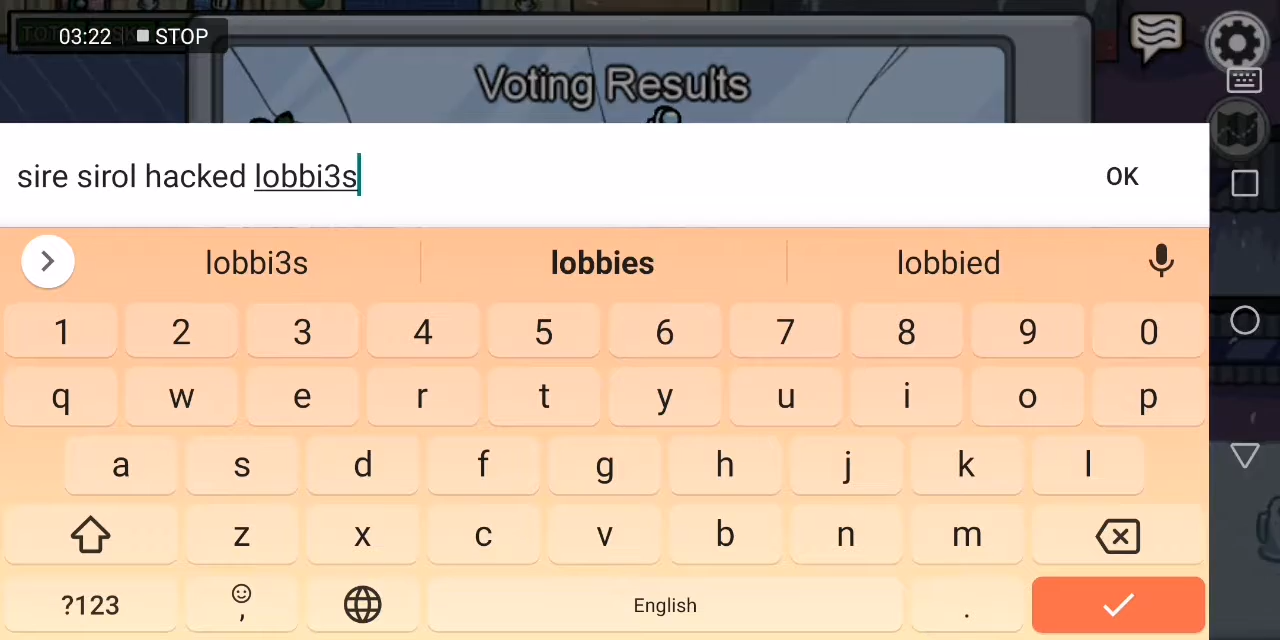 03:22 STOP
Voting Results
sire sirol hacked lobbi3s
OK
lobbi3s lobbies lobbied
1 2 3 4 5 6 7 8 9 0
q w e r t y u i o p
a s d f g h j k l
z x c v b n m
?123 , English .